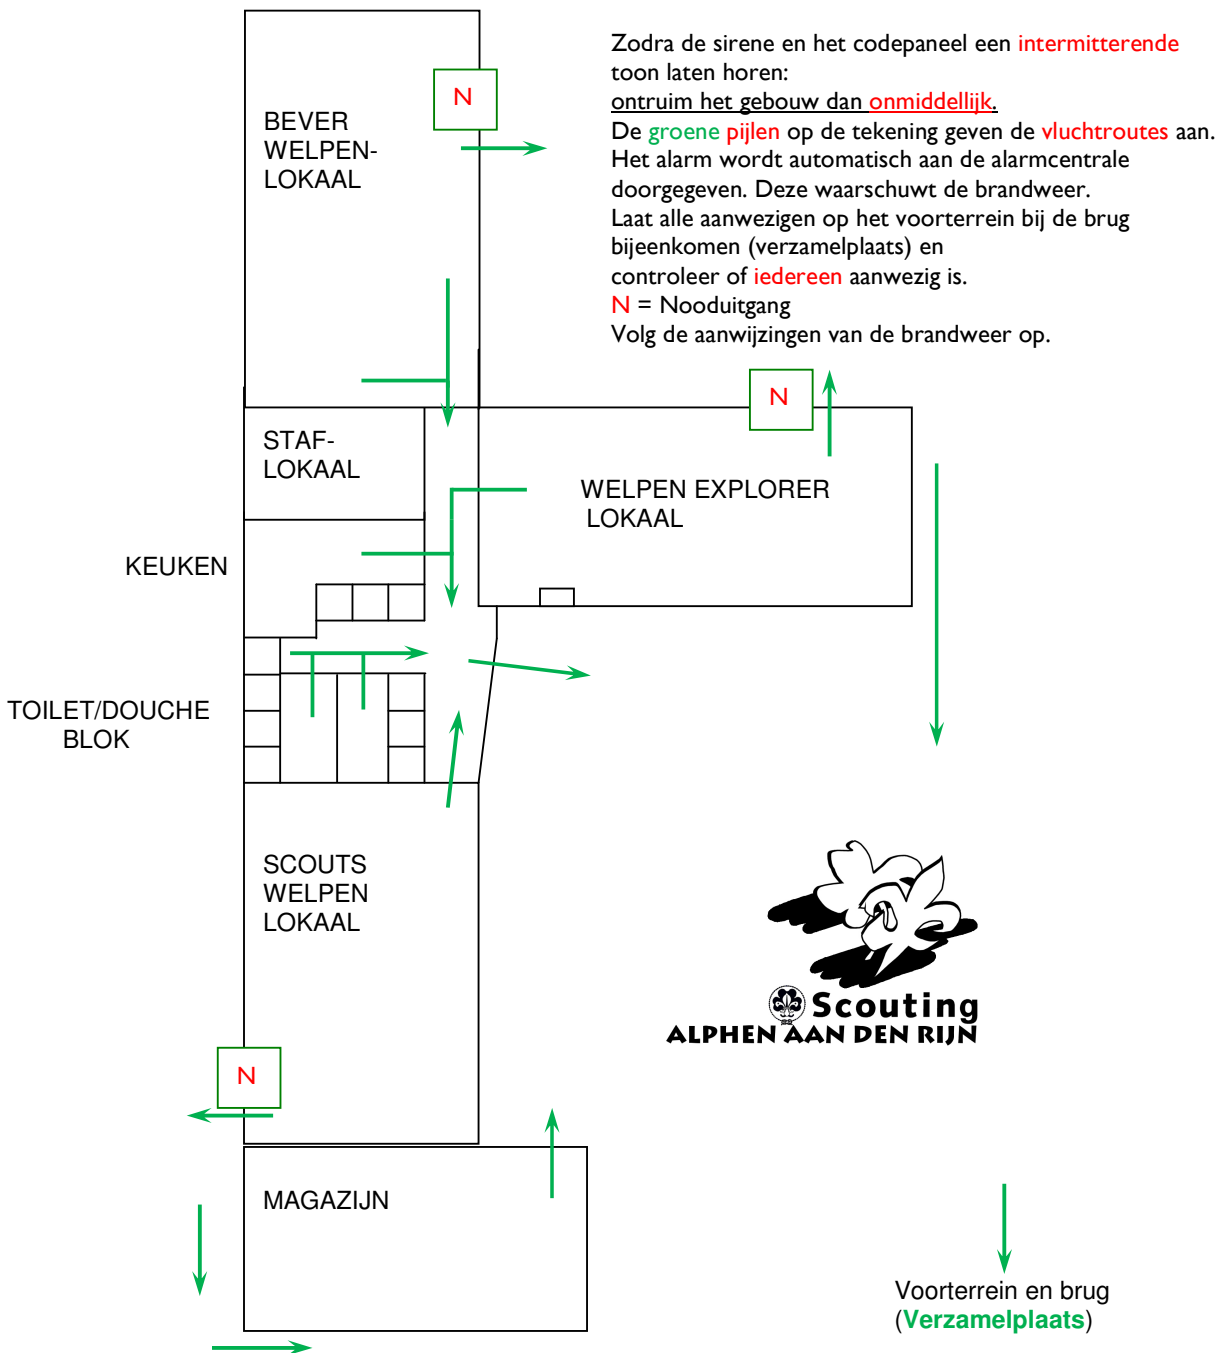 Zodra de sirene en het codepaneel een intermitterende
toon laten horen:
ontruim het gebouw dan onmiddellijk.
De groene pijlen op de tekening geven de vluchtroutes aan.
Het alarm wordt automatisch aan de alarmcentrale
doorgegeven. Deze waarschuwt de brandweer.
Laat alle aanwezigen op het voorterrein bij de brug
bijeenkomen (verzamelplaats) en
controleer of iedereen aanwezig is.
N = Nooduitgang
Volg de aanwijzingen van de brandweer op.
N
BEVER
WELPEN-
LOKAAL
N
STAF-
LOKAAL
WELPEN EXPLORER
LOKAAL
KEUKEN
TOILET/DOUCHE
BLOK
SCOUTS
WELPEN
LOKAAL
Scouting
ALPHEN AAN DEN RIJN
N
MAGAZIJN
Voorterrein en brug
(Verzamelplaats)